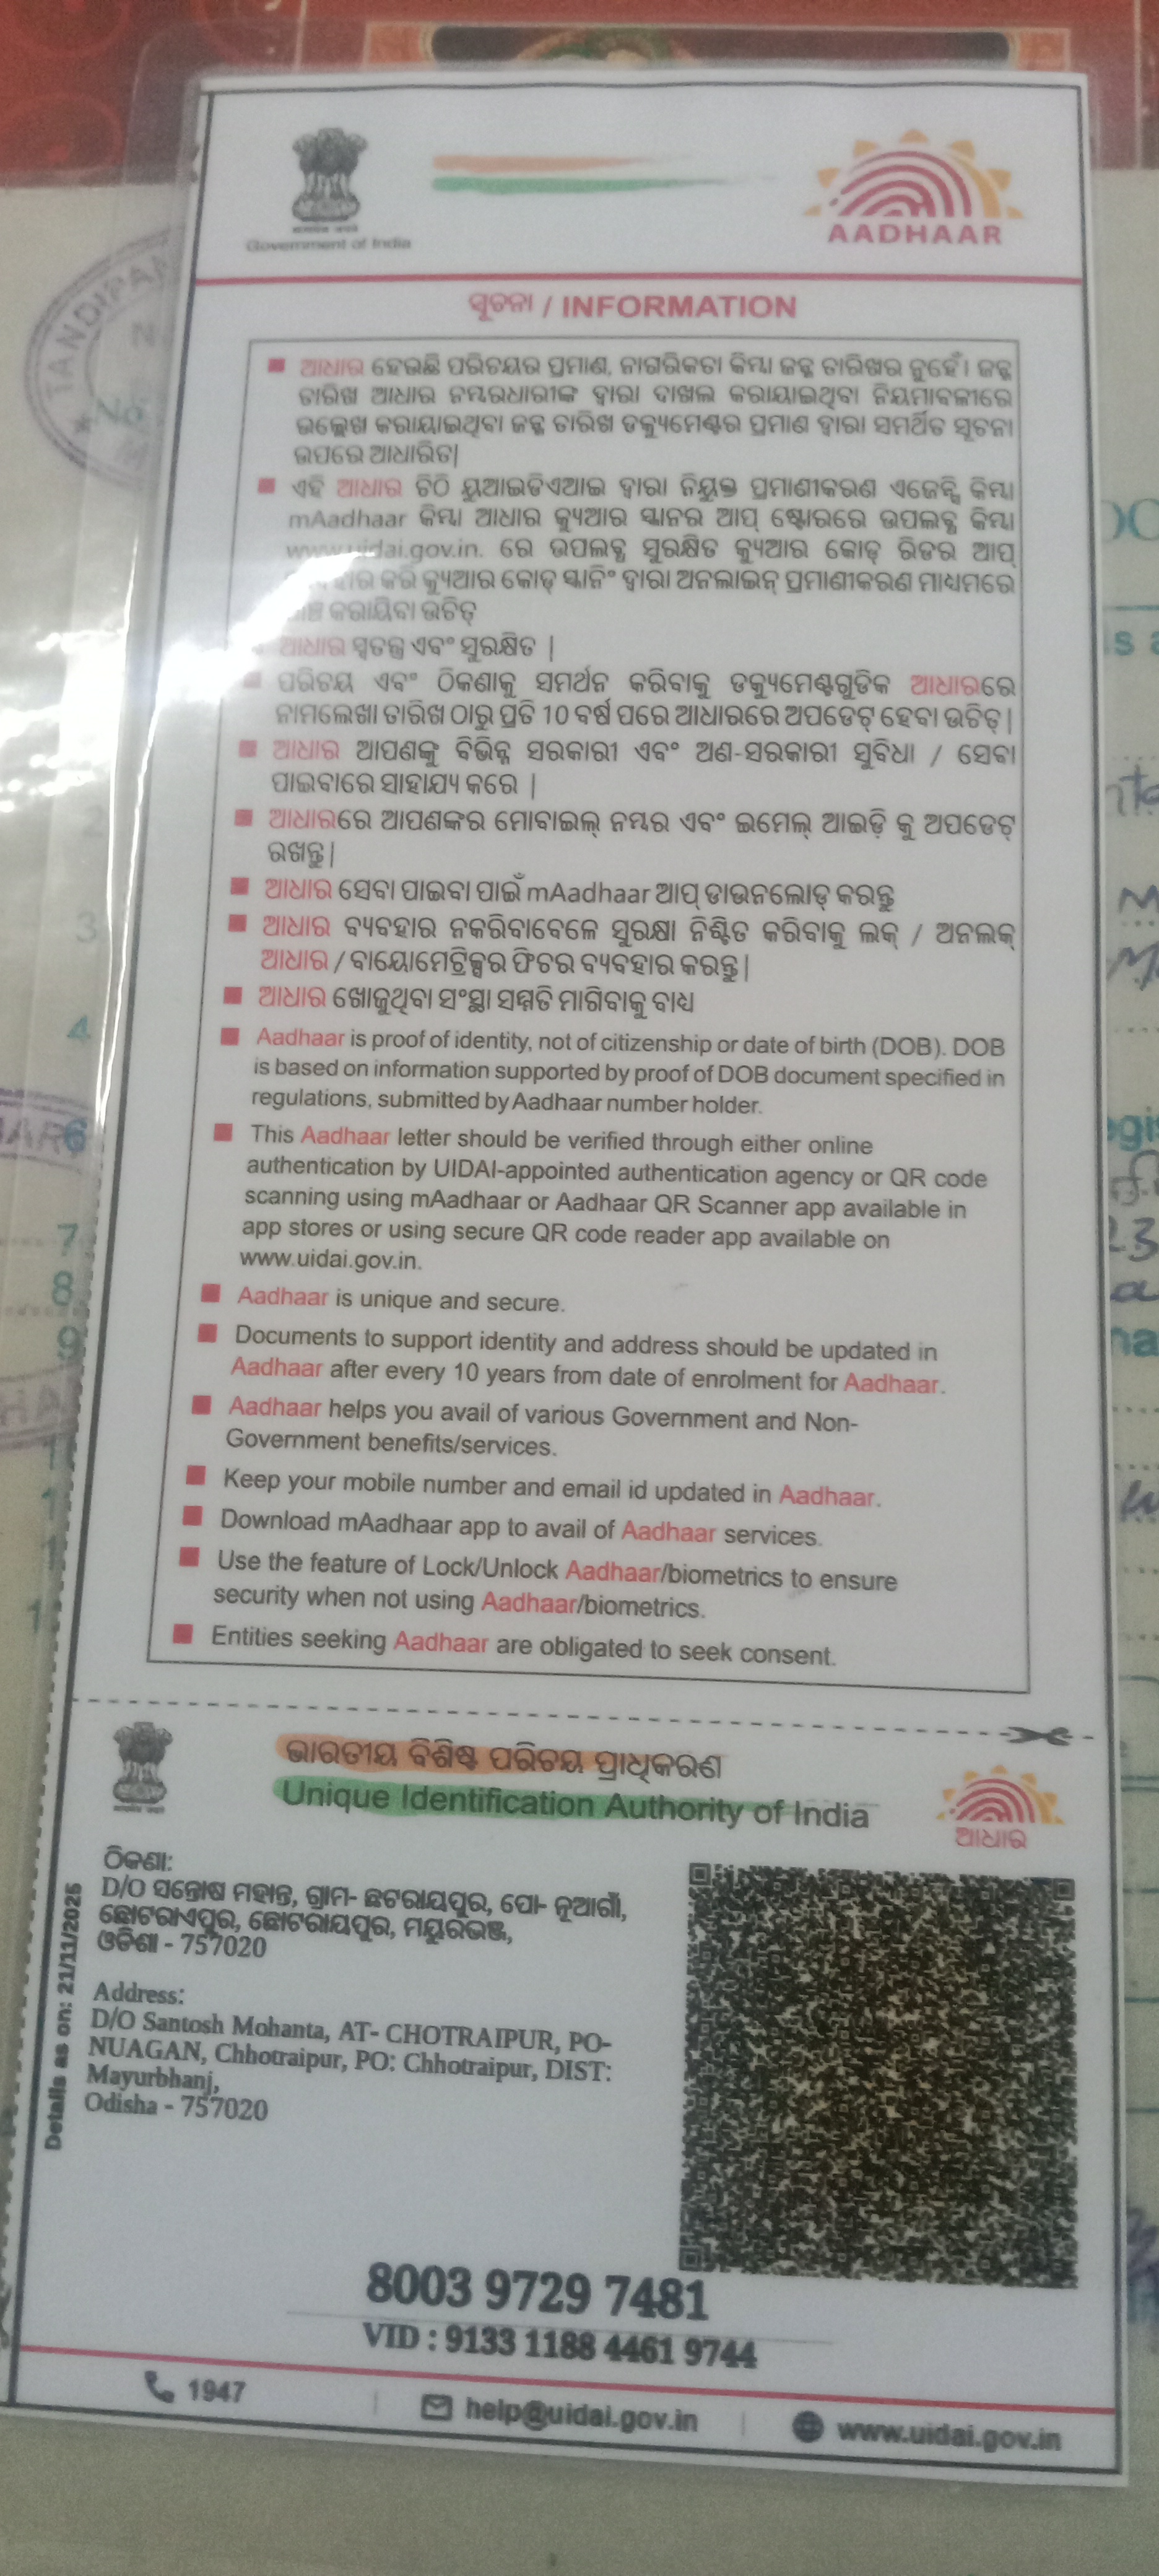 Government of India
AADHAAR
ସୂଚନା / INFORMATION
■ ଆଧାର ହେଉଛି ପରିଚୟର ପ୍ରମାଣ, ନାଗରିକତା କିମ୍ବା ଜନ୍ମ ତାରିଖର ନୁହେଁ। ଜନ୍ମ
ତାରିଖ ଆଧାର ନମ୍ବରଧାରୀଙ୍କ ଦ୍ୱାରା ଦାଖଲ କରାଯାଇଥିବା ନିୟମାବଳୀରେ
ଉଲ୍ଲେଖ କରାଯାଇଥିବା ଜନ୍ମ ତାରିଖ ଡକ୍ୟୁମେଣ୍ଟର ପ୍ରମାଣ ଦ୍ୱାରା ସମର୍ଥିତ ସୂଚନା
ଉପରେ ଆଧାରିତ|
■ ଏହି ଆଧାର ଚିଠି ୟୁଆଇଡିଏଆଇ ଦ୍ୱାରା ନିଯୁକ୍ତ ପ୍ରମାଣୀକରଣ ଏଜେନ୍ସି କିମ୍ବା
mAadhaar କିମ୍ବା ଆଧାର କ୍ୟୁଆର ସ୍କାନର ଆପ୍ ଷ୍ଟୋରରେ ଉପଲବ୍ଧ କିମ୍ବା
www.uidai.gov.in. ରେ ଉପଲବ୍ଧ ସୁରକ୍ଷିତ କ୍ୟୁଆର କୋଡ୍ ରିଡର ଆପ୍
କରି କ୍ୟୁଆର କୋଡ୍ ସ୍କାନିଂ ଦ୍ୱାରା ଅନଲାଇନ୍ ପ୍ରମାଣୀକରଣ ମାଧ୍ୟମରେ
କରାଯିବା ଉଚିତ୍
ଆଧାର ସ୍ୱତନ୍ତ୍ର ଏବଂ ସୁରକ୍ଷିତ |
■ ପରିଚୟ ଏବଂ ଠିକଣାକୁ ସମର୍ଥନ କରିବାକୁ ଡକ୍ୟୁମେଣ୍ଟଗୁଡିକ ଆଧାରରେ
ନାମଲେଖା ତାରିଖ ଠାରୁ ପ୍ରତି 10 ବର୍ଷ ପରେ ଆଧାରରେ ଅପଡେଟ୍ ହେବା ଉଚିତ୍|
■ ଆଧାର ଆପଣଙ୍କୁ ବିଭିନ୍ନ ସରକାରୀ ଏବଂ ଅଣ-ସରକାରୀ ସୁବିଧା / ସେବା
ପାଇବାରେ ସାହାଯ୍ୟ କରେ |
■ ଆଧାରରେ ଆପଣଙ୍କର ମୋବାଇଲ୍ ନମ୍ବର ଏବଂ ଇମେଲ୍ ଆଇଡ଼ି କୁ ଅପଡେଟ୍
ରଖନ୍ତୁ|
■ ଆଧାର ସେବା ପାଇବା ପାଇଁ mAadhaar ଆପ୍ ଡାଉନଲୋଡ୍ କରନ୍ତୁ
■ ଆଧାର ବ୍ୟବହାର ନକରିବାବେଳେ ସୁରକ୍ଷା ନିଶ୍ଚିତ କରିବାକୁ ଲକ୍ / ଅନଲକ୍
ଆଧାର / ବାୟୋମେଟ୍ରିକ୍ସର ଫିଚର ବ୍ୟବହାର କରନ୍ତୁ|
■ ଆଧାର ଖୋଜୁଥିବା ସଂସ୍ଥା ସମ୍ମତି ମାଗିବାକୁ ବାଧ୍ୟ
■ Aadhaar is proof of identity, not of citizenship or date of birth (DOB). DOB
is based on information supported by proof of DOB document specified in
regulations, submitted by Aadhaar number holder.
■ This Aadhaar letter should be verified through either online
authentication by UIDAI-appointed authentication agency or QR code
scanning using mAadhaar or Aadhaar QR Scanner app available in
app stores or using secure QR code reader app available on
www.uidai.gov.in.
■ Aadhaar is unique and secure.
■ Documents to support identity and address should be updated in
Aadhaar after every 10 years from date of enrolment for Aadhaar.
■ Aadhaar helps you avail of various Government and Non-
Government benefits/services.
■ Keep your mobile number and email id updated in Aadhaar.
■ Download mAadhaar app to avail of Aadhaar services.
■ Use the feature of Lock/Unlock Aadhaar/biometrics to ensure
security when not using Aadhaar/biometrics.
■ Entities seeking Aadhaar are obligated to seek consent.
ଭାରତୀୟ ବିଶିଷ୍ଟ ପରିଚୟ ପ୍ରାଧିକରଣ
Unique Identification Authority of India
ଆଧାର
Details as on: 21/11/2025
ଠିକଣା:
D/O ସନ୍ତୋଷ ମହାନ୍ତ, ଗ୍ରାମ- ଛଟରାୟପୁର, ପୋ- ନୂଆଗାଁ,
ଛୋଟରାଏପୁର, ଛୋଟରାୟପୁର, ମୟୂରଭଞ୍ଜ,
ଓଡିଶା - 757020
Address:
D/O Santosh Mohanta, AT- CHOTRAIPUR, PO-
NUAGAN, Chhotraipur, PO: Chhotraipur, DIST:
Mayurbhanj,
Odisha - 757020
8003 9729 7481
VID : 9133 1188 4461 9744
1947
help@uidai.gov.in
www.uidai.gov.in
3
4
6
7
8
9